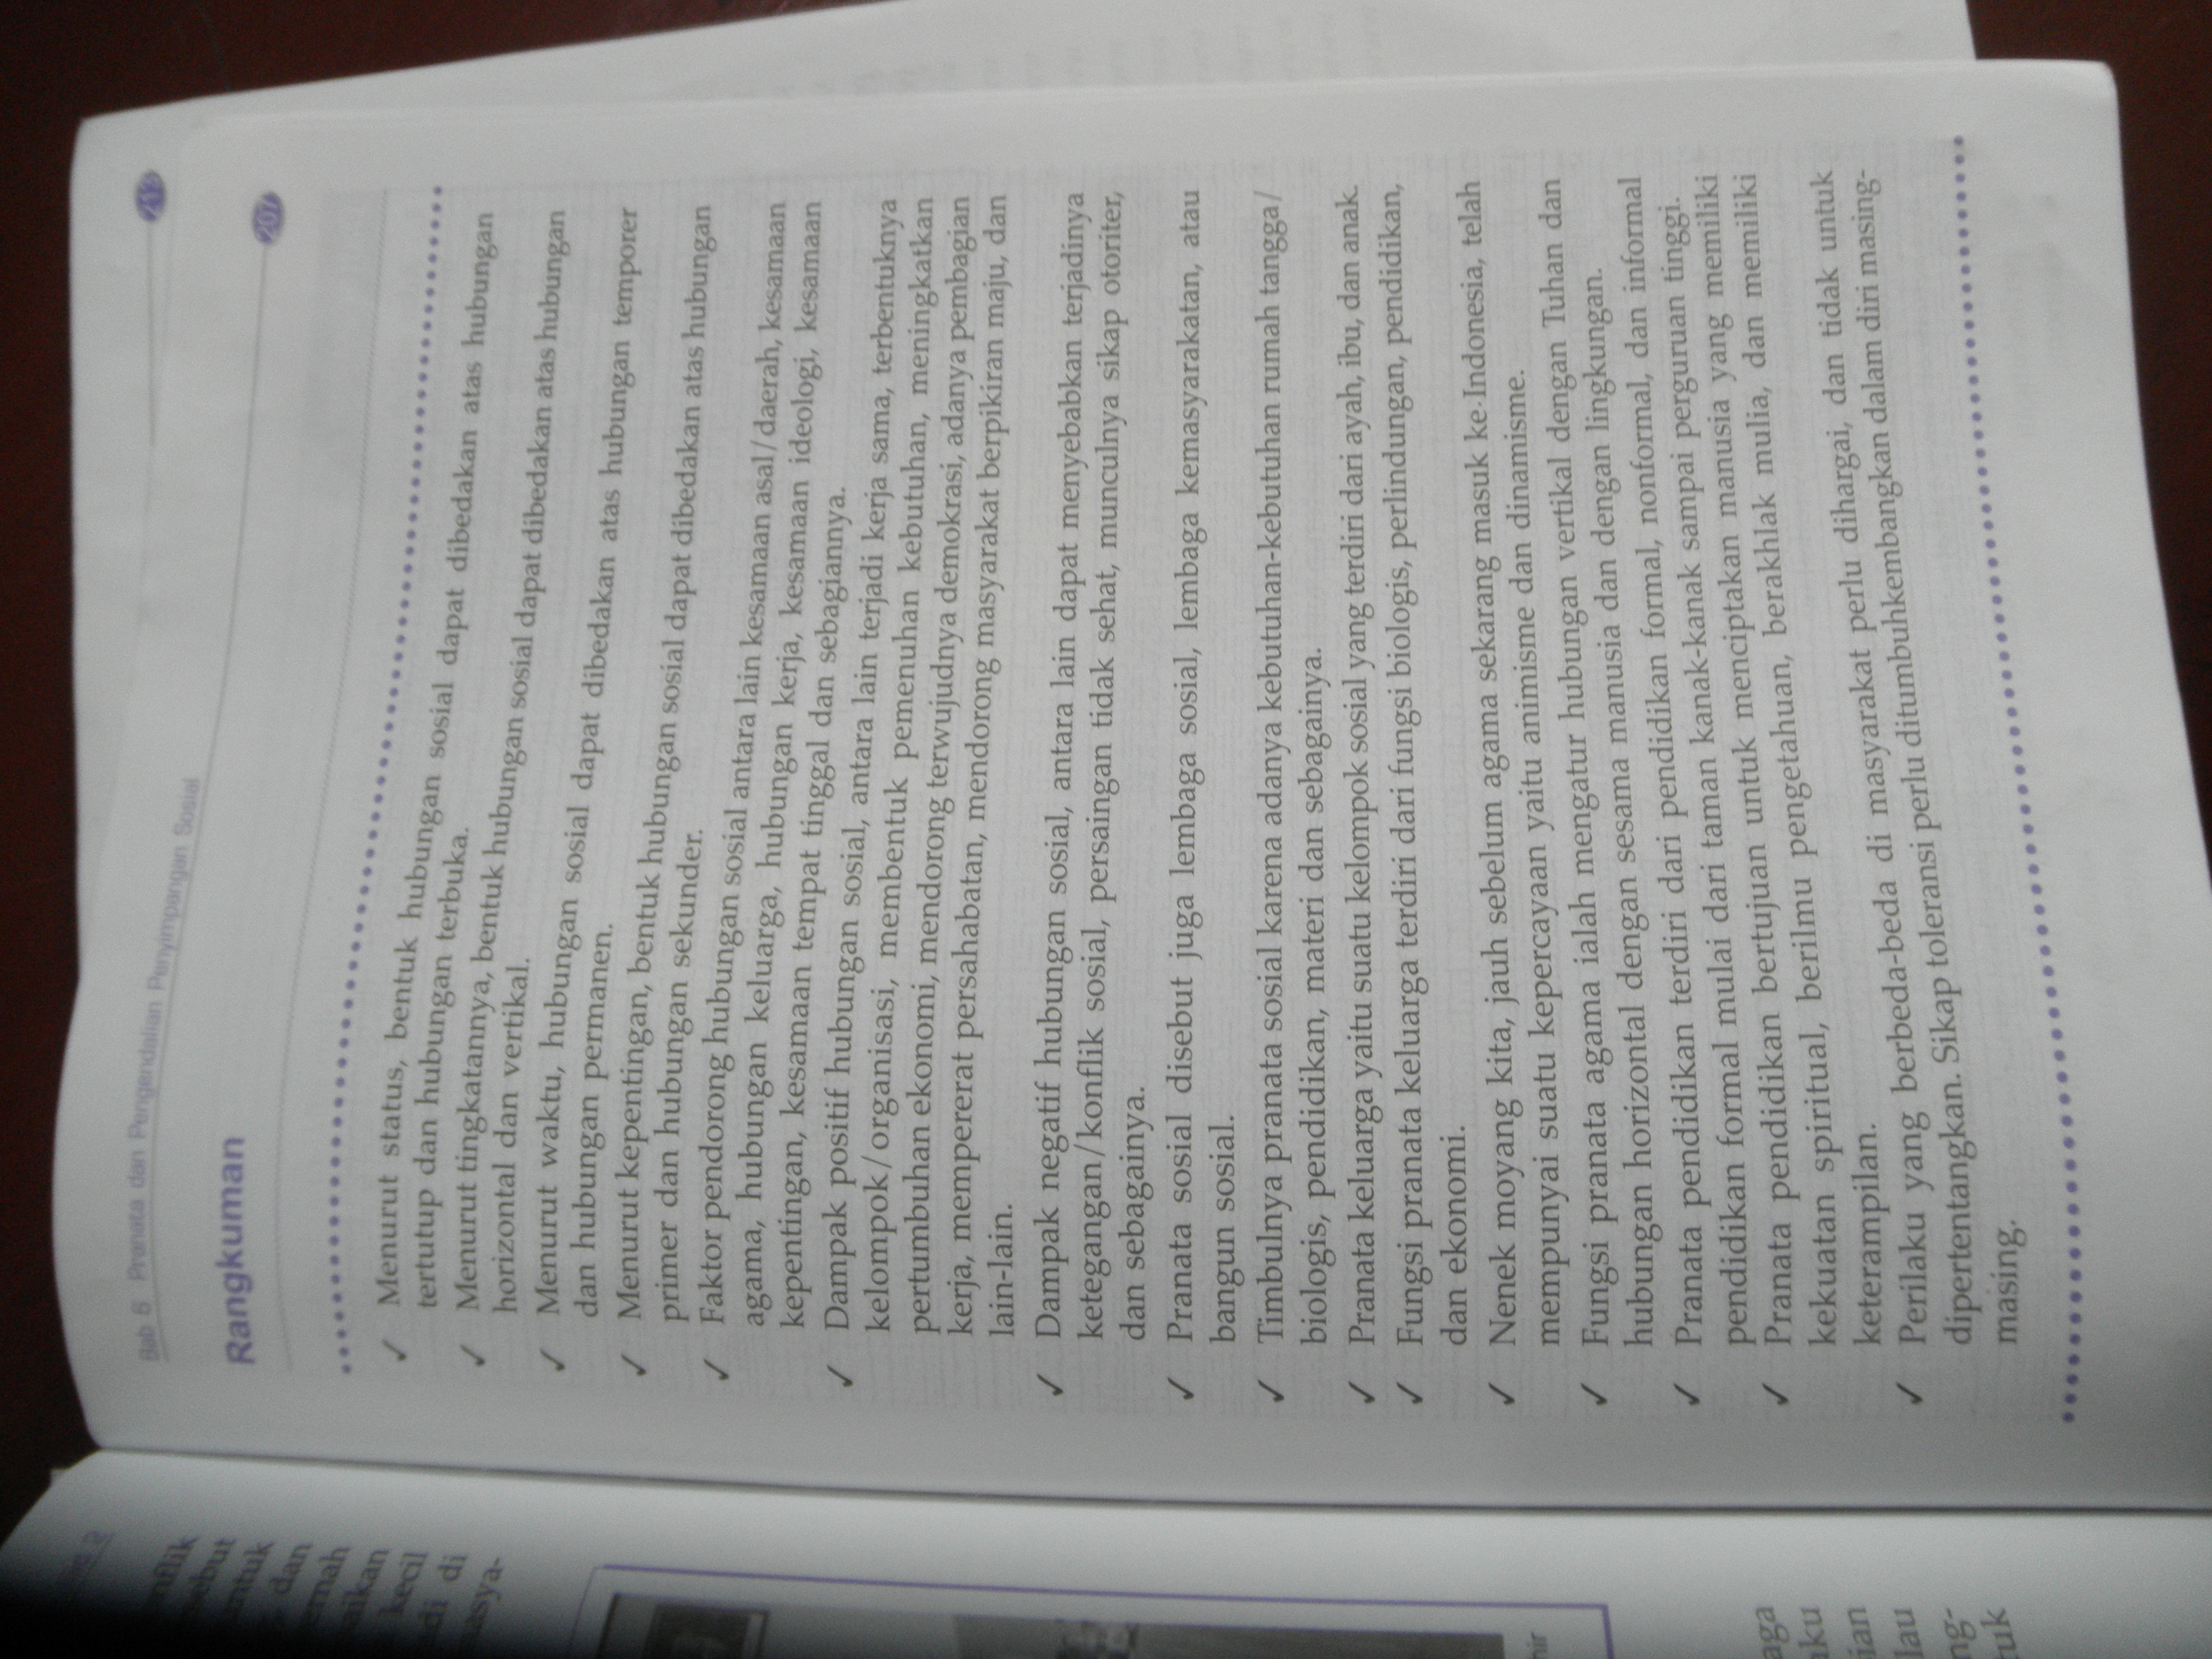 Bab 6 Pranata dan Pengendalian Penyimpangan Sosial
207
Rangkuman
✓ Menurut status, bentuk hubungan sosial dapat dibedakan atas hubungan
tertutup dan hubungan terbuka.
✓ Menurut tingkatannya, bentuk hubungan sosial dapat dibedakan atas hubungan
horizontal dan vertikal.
✓ Menurut waktu, hubungan sosial dapat dibedakan atas hubungan temporer
dan hubungan permanen.
✓ Menurut kepentingan, bentuk hubungan sosial dapat dibedakan atas hubungan
primer dan hubungan sekunder.
✓ Faktor pendorong hubungan sosial antara lain kesamaan asal/daerah, kesamaan
agama, hubungan keluarga, hubungan kerja, kesamaan ideologi, kesamaan
kepentingan, kesamaan tempat tinggal dan sebagiannya.
✓ Dampak positif hubungan sosial, antara lain terjadi kerja sama, terbentuknya
kelompok/organisasi, membentuk pemenuhan kebutuhan, meningkatkan
pertumbuhan ekonomi, mendorong terwujudnya demokrasi, adanya pembagian
kerja, mempererat persahabatan, mendorong masyarakat berpikiran maju, dan
lain-lain.
✓ Dampak negatif hubungan sosial, antara lain dapat menyebabkan terjadinya
ketegangan/konflik sosial, persaingan tidak sehat, munculnya sikap otoriter,
dan sebagainya.
✓ Pranata sosial disebut juga lembaga sosial, lembaga kemasyarakatan, atau
bangun sosial.
✓ Timbulnya pranata sosial karena adanya kebutuhan-kebutuhan rumah tangga/
biologis, pendidikan, materi dan sebagainya.
✓ Pranata keluarga yaitu suatu kelompok sosial yang terdiri dari ayah, ibu, dan anak.
✓ Fungsi pranata keluarga terdiri dari fungsi biologis, perlindungan, pendidikan,
dan ekonomi.
✓ Nenek moyang kita, jauh sebelum agama sekarang masuk ke Indonesia, telah
mempunyai suatu kepercayaan yaitu animisme dan dinamisme.
✓ Fungsi pranata agama ialah mengatur hubungan vertikal dengan Tuhan dan
hubungan horizontal dengan sesama manusia dan dengan lingkungan.
✓ Pranata pendidikan terdiri dari pendidikan formal, nonformal, dan informal
pendidikan formal mulai dari taman kanak-kanak sampai perguruan tinggi.
✓ Pranata pendidikan bertujuan untuk menciptakan manusia yang memiliki
kekuatan spiritual, berilmu pengetahuan, berakhlak mulia, dan memiliki
keterampilan.
✓ Perilaku yang berbeda-beda di masyarakat perlu dihargai, dan tidak untuk
dipertentangkan. Sikap toleransi perlu ditumbuhkembangkan dalam diri masing-
masing.
dan
kecil
di di